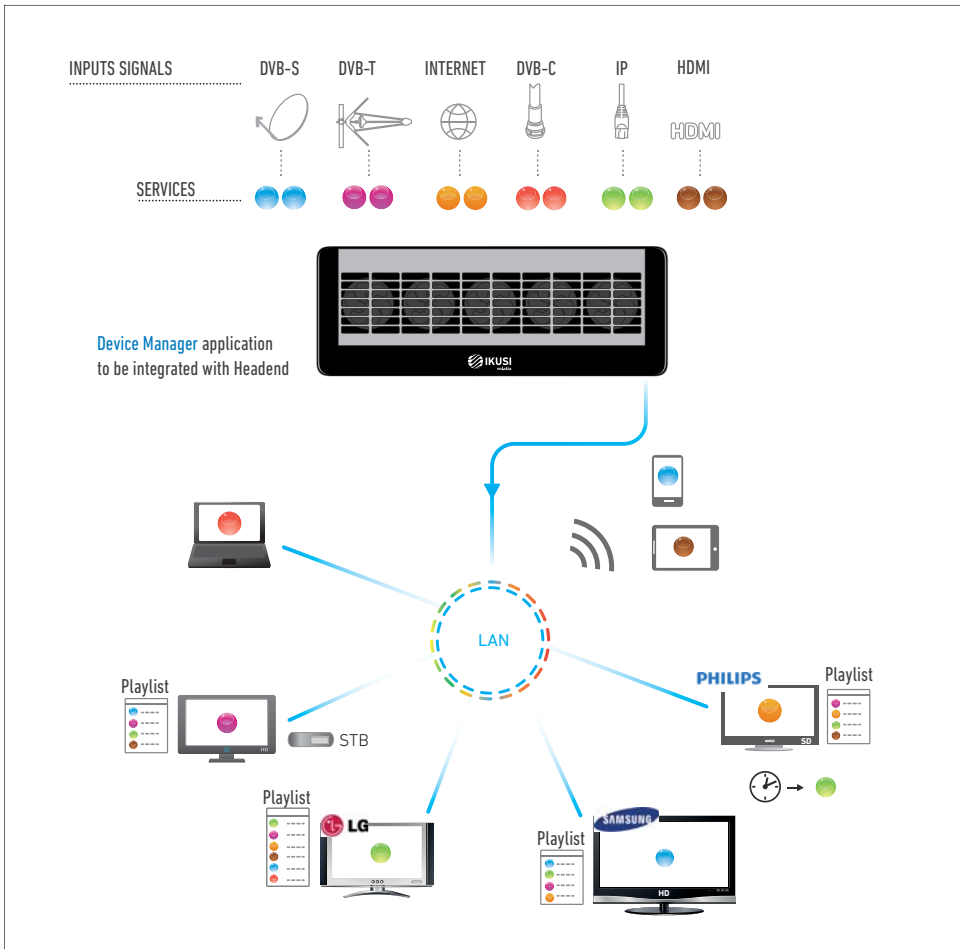 INPUTS SIGNALS
DVB-S
DVB-T
INTERNET
DVB-C
IP
HDMI
HDMI
SERVICES
Device Manager application
to be integrated with Headend
IKUSI
velatia
LAN
Playlist
HD
STB
PHILIPS
Playlist
SD
Playlist
LG
Playlist
SAMSUNG
HD